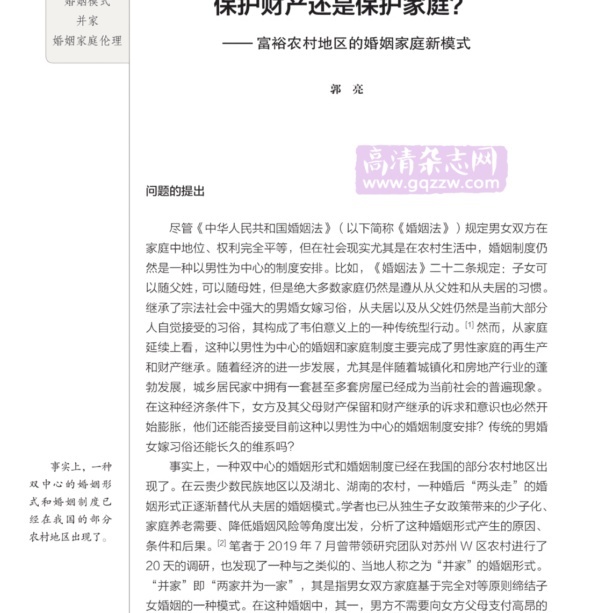 婚姻模式
并家
婚姻家庭伦理
保护财产还是保护家庭？
—— 富裕农村地区的婚姻家庭新模式
郭 亮
高清杂志网
www.gqzzw.com
问题的提出
尽管《中华人民共和国婚姻法》（以下简称《婚姻法》）规定男女双方在
家庭中地位、权利完全平等，但在社会现实尤其是在农村生活中，婚姻制度仍
然是一种以男性为中心的制度安排。比如，《婚姻法》二十二条规定：子女可
以随父姓，可以随母姓，但是绝大多数家庭仍然是遵从从父姓和从夫居的习惯。
继承了宗法社会中强大的男婚女嫁习俗，从夫居以及从父姓仍然是当前大部分
人自觉接受的习俗，其构成了韦伯意义上的一种传统型行动。[1] 然而，从家庭
延续上看，这种以男性为中心的婚姻和家庭制度主要完成了男性家庭的再生产
和财产继承。随着经济的进一步发展，尤其是伴随着城镇化和房地产行业的蓬
勃发展，城乡居民家中拥有一套甚至多套房屋已经成为当前社会的普遍现象。
在这种经济条件下，女方及其父母财产保留和财产继承的诉求和意识也必然开
始膨胀，他们还能否接受目前这种以男性为中心的婚姻制度安排？传统的男婚
女嫁习俗还能长久的维系吗？
事实上，一种双中心的婚姻形式和婚姻制度已经在我国的部分农村地区出
现了。在云贵少数民族地区以及湖北、湖南的农村，一种婚后“两头走”的婚
姻形式正逐渐替代从夫居的婚姻模式。学者也已从独生子女政策带来的少子化、
家庭养老需要、降低婚姻风险等角度出发，分析了这种婚姻形式产生的原因、
条件和后果。[2] 笔者于 2019 年 7 月曾带领研究团队对苏州 W 区农村进行了
20 天的调研，也发现了一种与之类似的、当地人称之为“并家”的婚姻形式。
“并家”即“两家并为一家”，其是指男女双方家庭基于完全对等原则缔结子
女婚姻的一种模式。在这种婚姻中，其一，男方不需要向女方父母支付高昂的
事实上，一种
双中心的婚姻形
式和婚姻制度已
经在我国的部分
农村地区出现了。